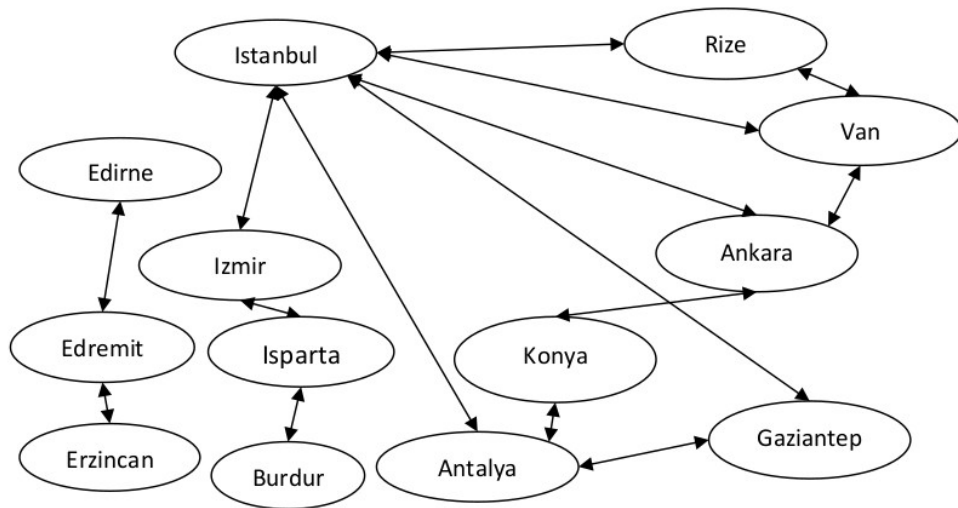 Istanbul
Rize
Van
Edirne
Ankara
Izmir
Edremit
Isparta
Konya
Gaziantep
Erzincan
Burdur
Antalya